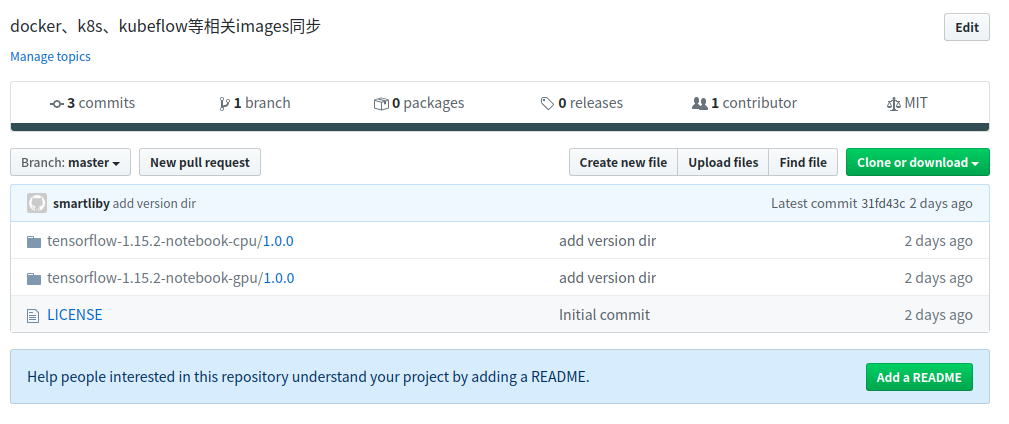 docker、k8s、kubeflow等相关images同步 Edit
Manage topics
3 commits 1 branch 0 packages 0 releases 1 contributor MIT
Branch: master New pull request Create new file Upload files Find file Clone or download
smartliby add version dir Latest commit 31fd43c 2 days ago
tensorflow-1.15.2-notebook-cpu/1.0.0 add version dir 2 days ago
tensorflow-1.15.2-notebook-gpu/1.0.0 add version dir 2 days ago
LICENSE Initial commit 2 days ago
Help people interested in this repository understand your project by adding a README. Add a README